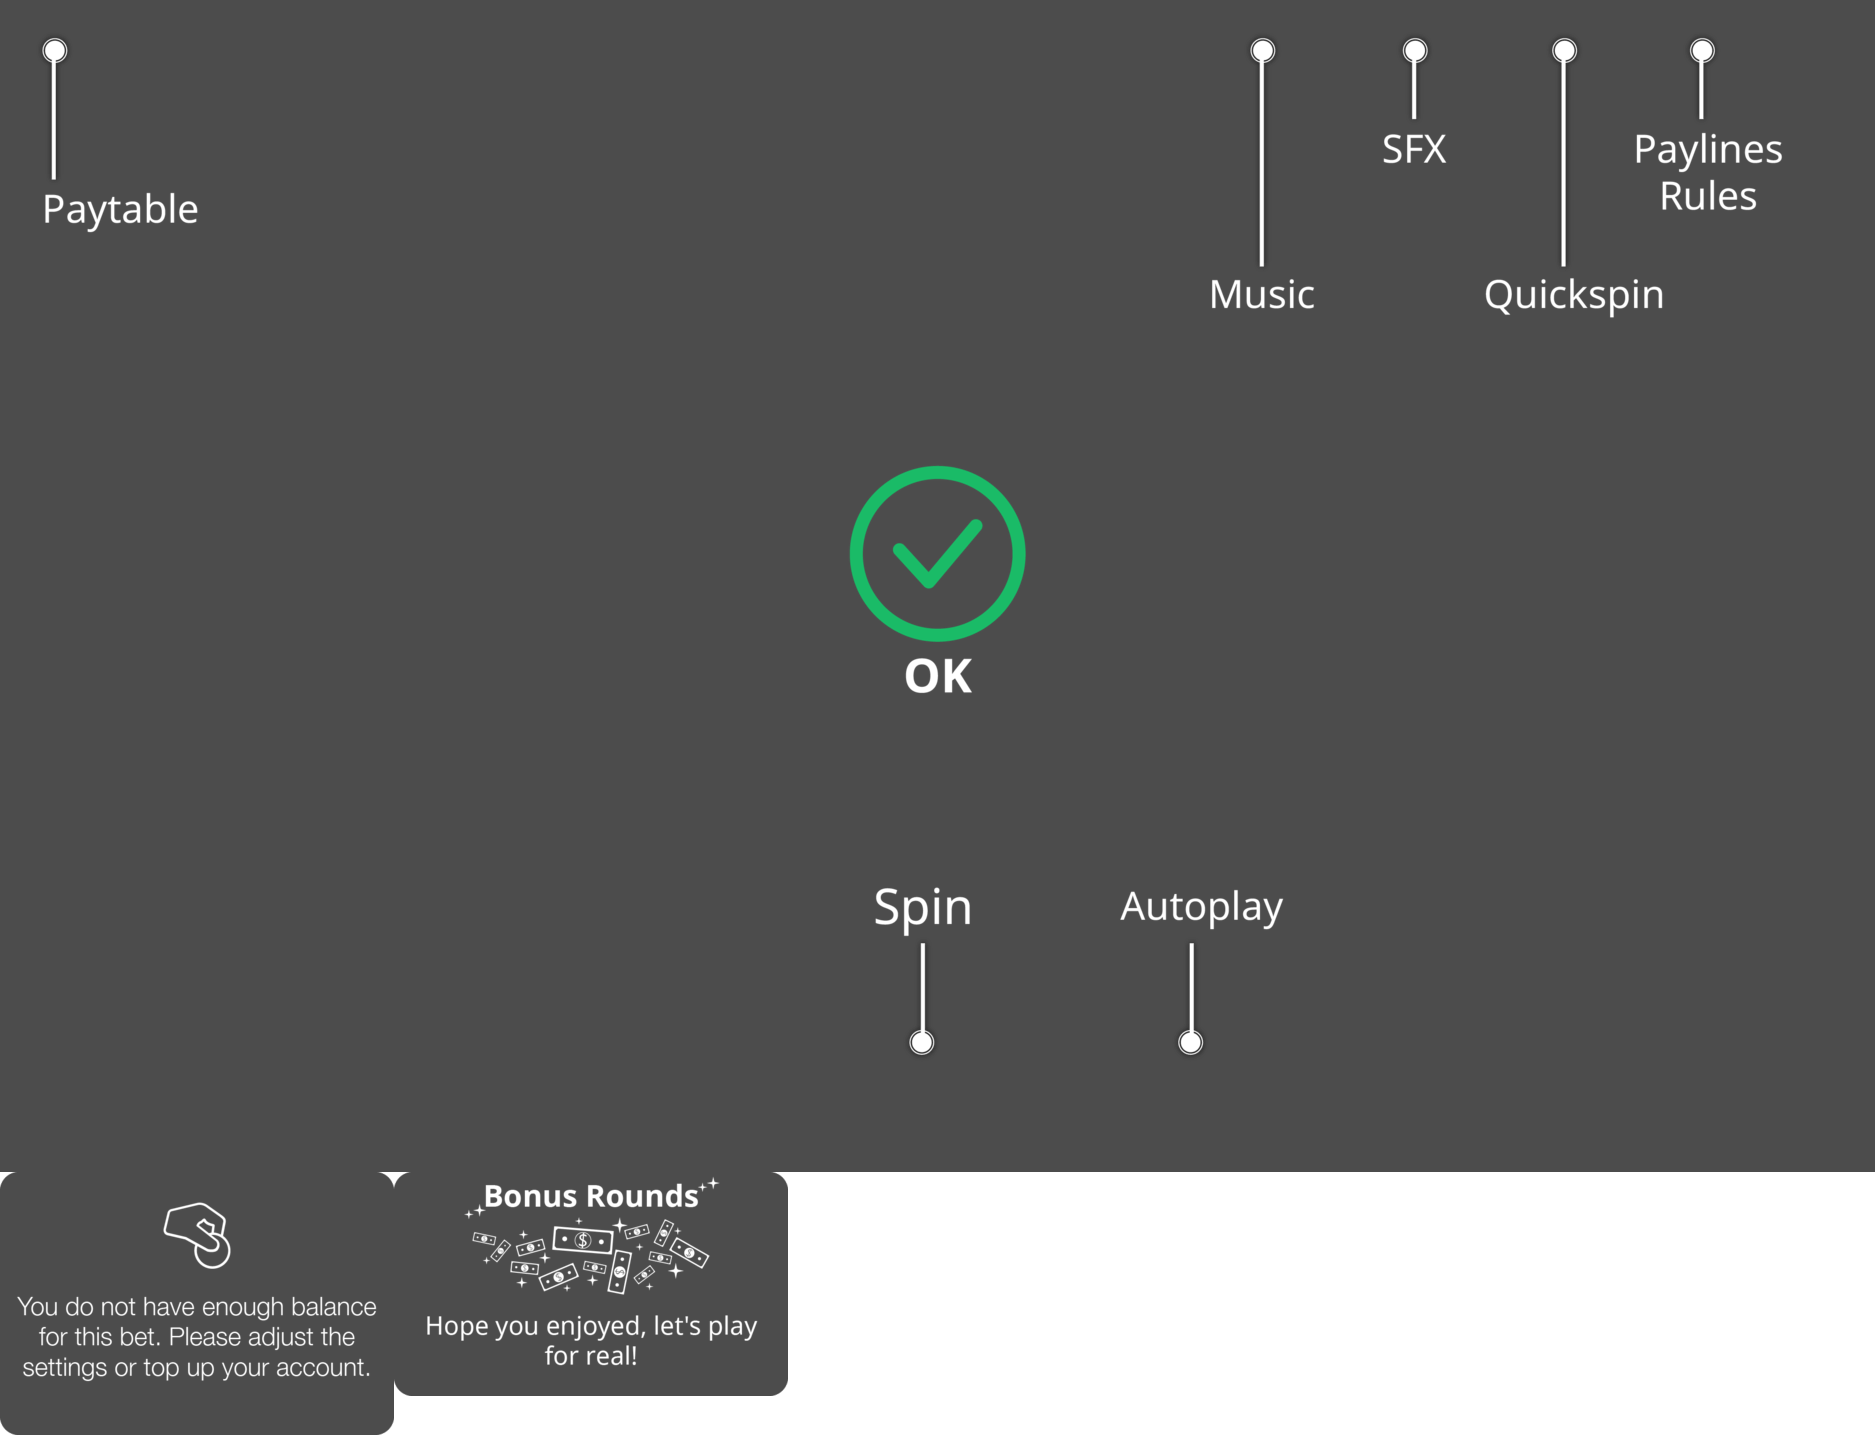 Paytable
Music
SFX
Quickspin
Paylines
Rules
OK
Spin
Autoplay
You do not have enough balance
for this bet. Please adjust the
settings or top up your account.
Bonus Rounds
Hope you enjoyed, let's play
for real!